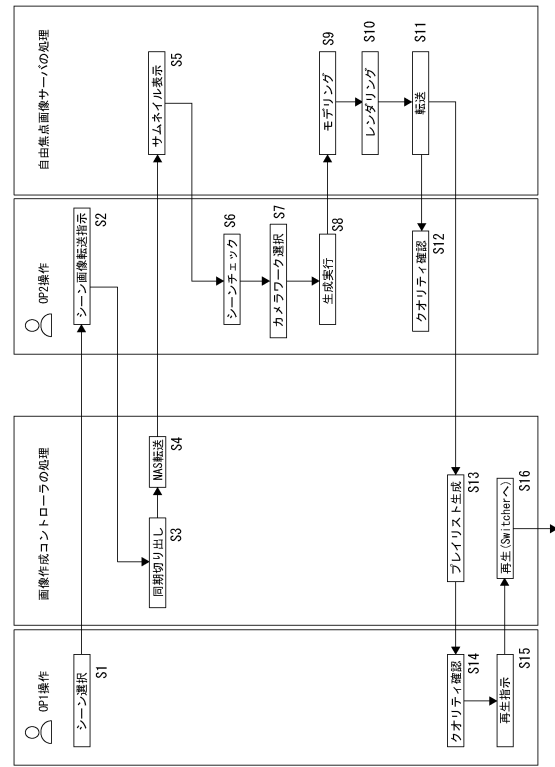 OP1操作
画像作成コントローラの処理
OP2操作
自由焦点画像サーバの処理
シーン選択
S1
シーン画像転送指示
S2
同期切り出し
S3
NAS転送
S4
サムネイル表示
S5
シーンチェック
S6
カメラワーク選択
S7
生成実行
S8
モデリング
S9
レンダリング
S10
転送
S11
クオリティ確認
S12
プレイリスト生成
S13
クオリティ確認
S14
再生指示
S15
再生(Switcherへ)
S16